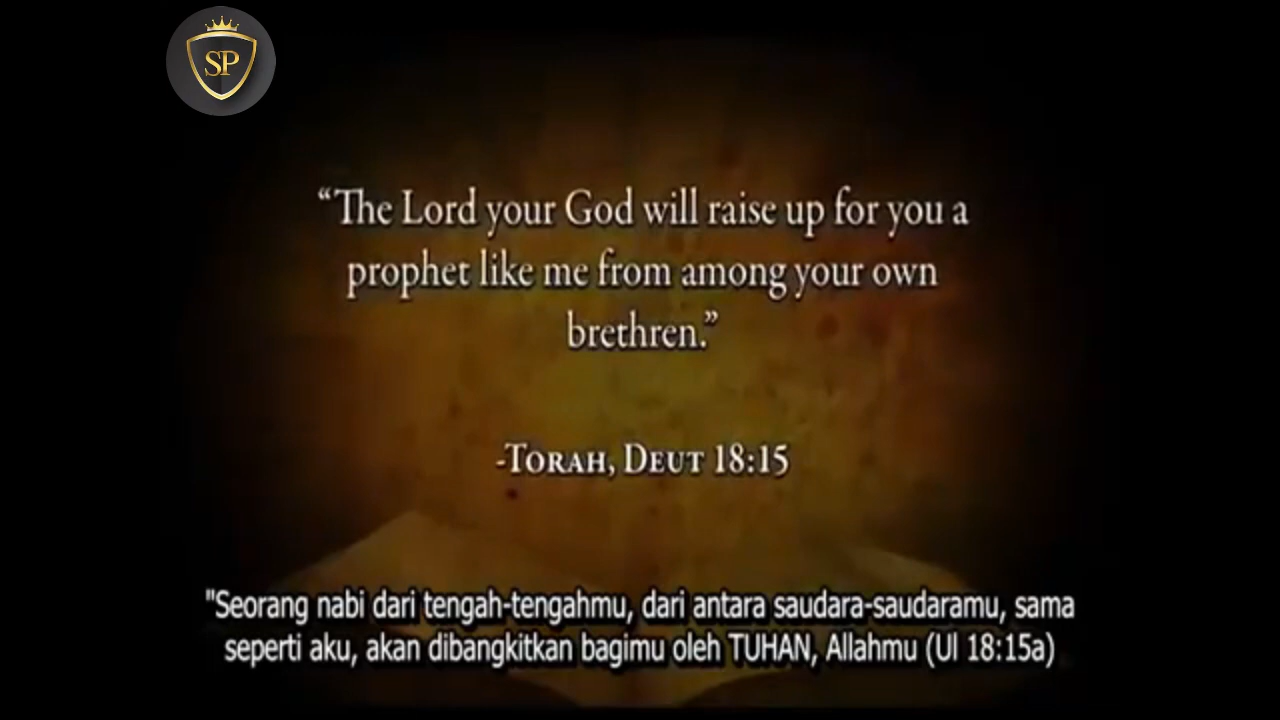 SP
“The Lord your God will raise up for you a
prophet like me from among your own
brethren.”
-Torah, Deut 18:15
"Seorang nabi dari tengah-tengahmu, dari antara saudara-saudaramu, sama
seperti aku, akan dibangkitkan bagimu oleh TUHAN, Allahmu (Ul 18:15a)